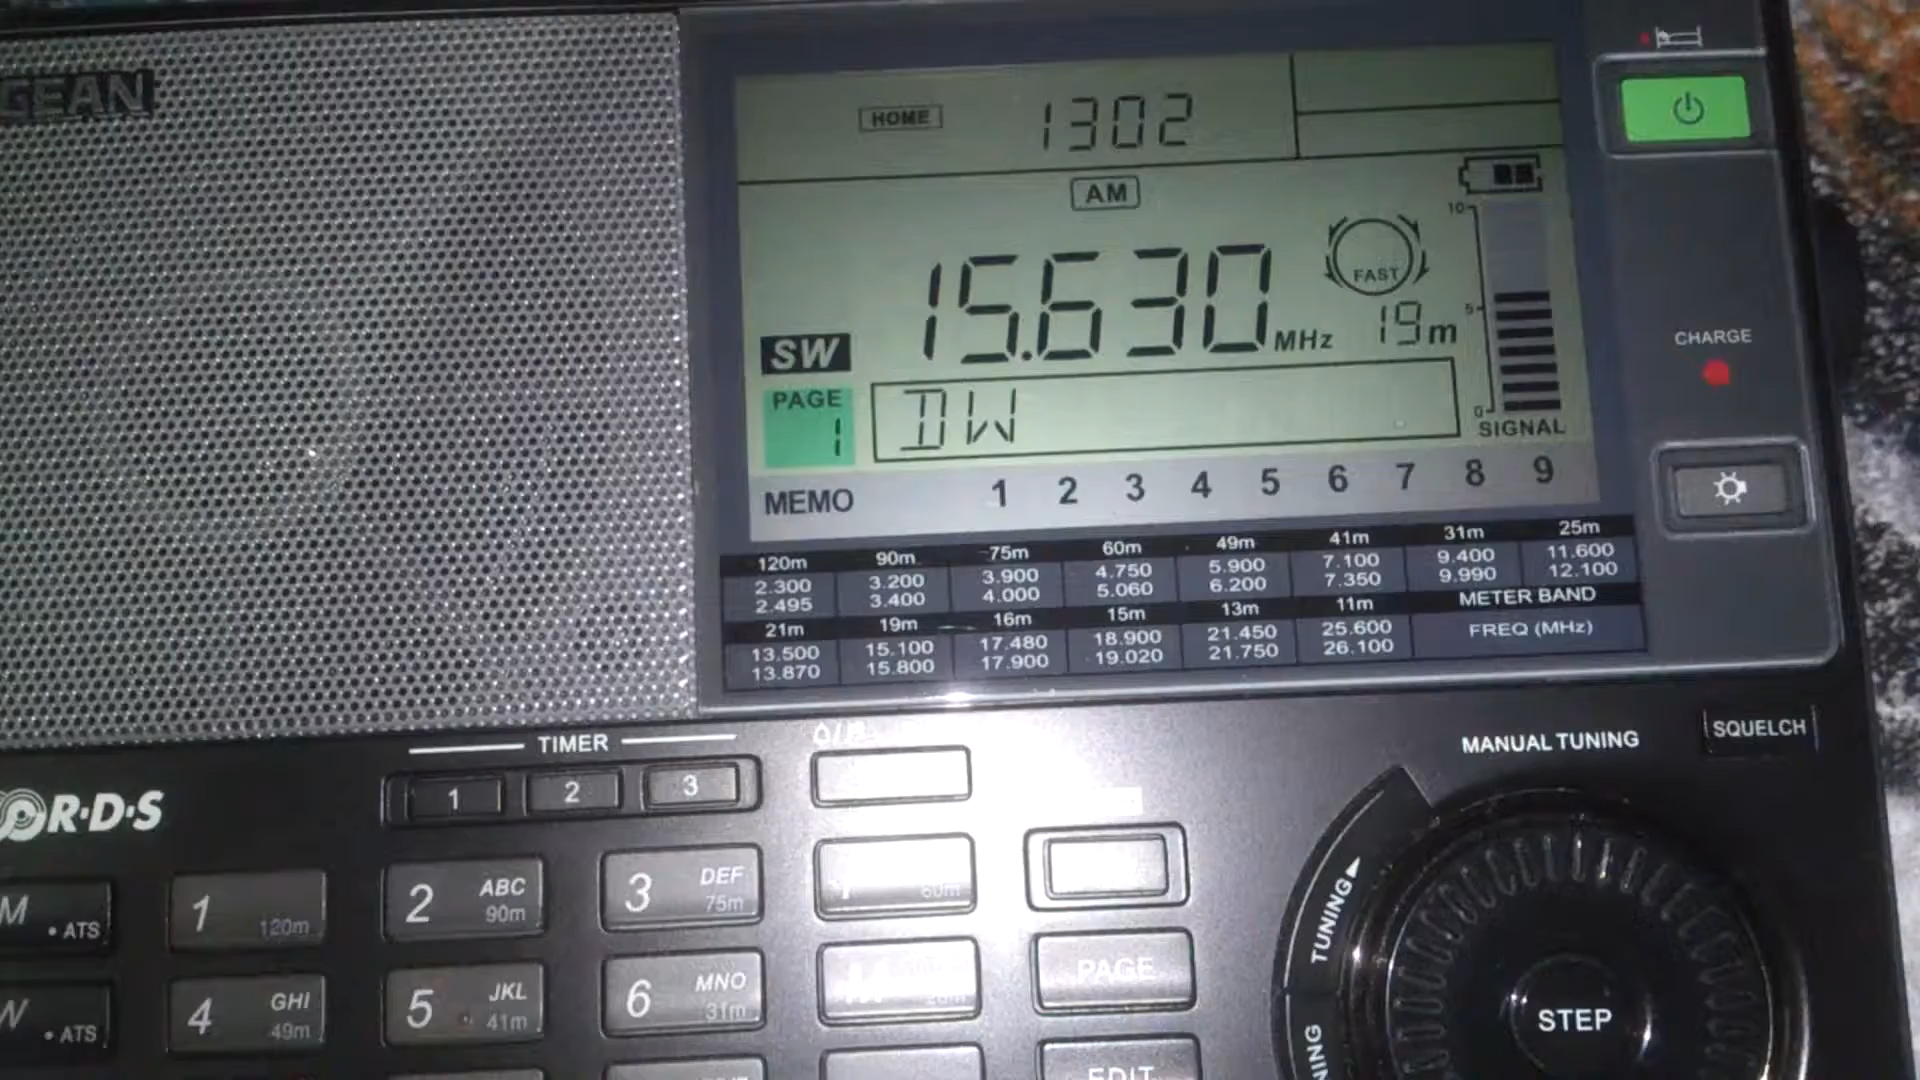 GEAN
HOME 1302
AM
10
FAST
15.630 MHz 19m
5
SW
CHARGE
PAGE
1
DW
0
SIGNAL
MEMO 1 2 3 4 5 6 7 8 9
120m 90m 75m 60m 49m 41m 31m 25m
2.300 3.200 3.900 4.750 5.900 7.100 9.400 11.600
2.495 3.400 4.000 5.060 6.200 7.350 9.990 12.100
21m 19m 16m 15m 13m 11m METER BAND
13.500 15.100 17.480 18.900 21.450 25.600 FREQ (MHz)
13.870 15.800 17.900 19.020 21.750 26.100
TIMER
MANUAL TUNING
SQUELCH
1 2 3
R·D·S
TUNING
M • ATS
1 120m
2 ABC 90m
3 DEF 75m
60m
W • ATS
4 GHI 49m
5 JKL 41m
6 MNO 31m
PAGE
STEP
NING
EDIT